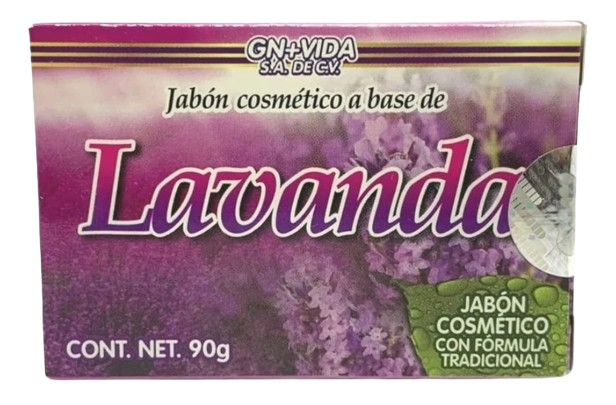 GN+VIDA
S.A. DE C.V.
Jabón cosmético a base de
Lavanda
JABÓN
COSMÉTICO
CON FÓRMULA
TRADICIONAL
CONT. NET. 90g